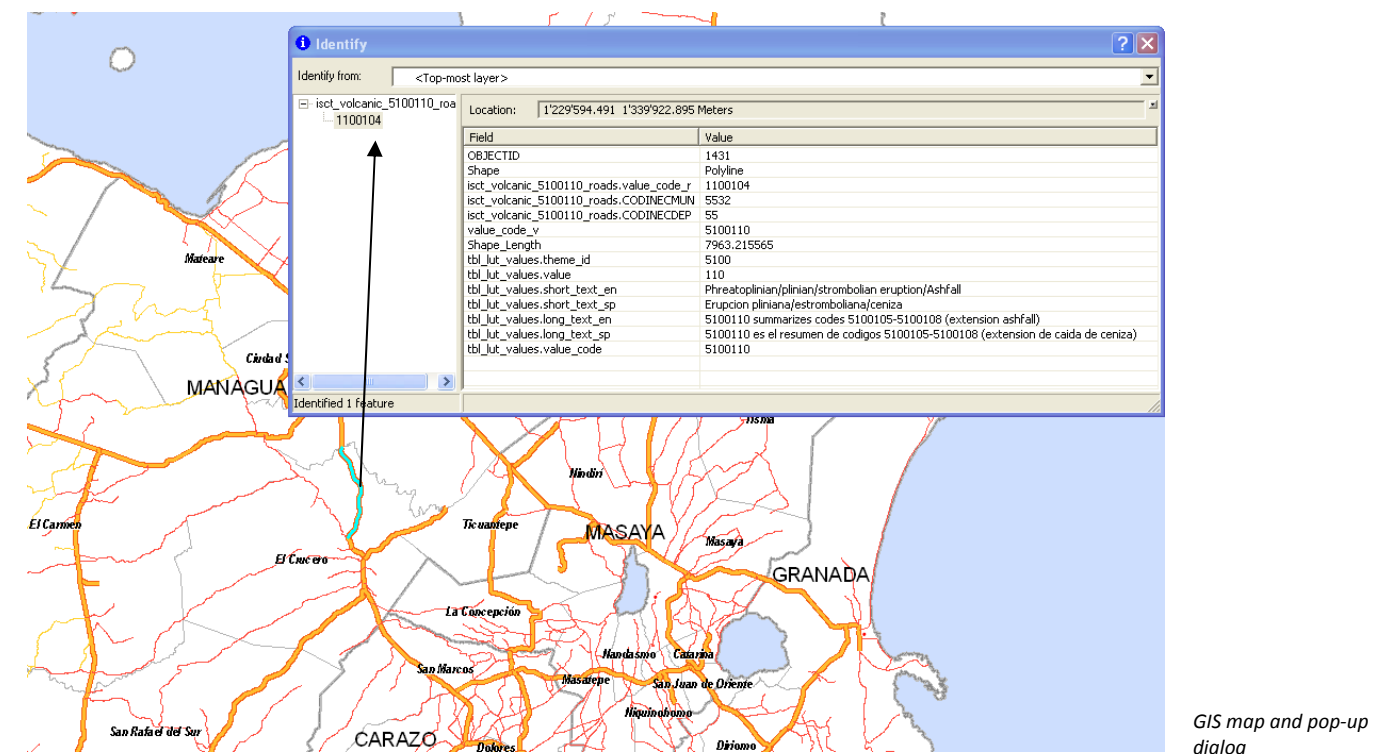 Identify
Identify from:
<Top-most layer>
isct_volcanic_5100110_roa
1100104
Location:
1'229'594.491 1'339'922.895 Meters
Field Value
OBJECTID 1431
Shape Polyline
isct_volcanic_5100110_roads.value_code_r 1100104
isct_volcanic_5100110_roads.CODINECMUN 5532
isct_volcanic_5100110_roads.CODINECDEP 55
value_code_v 5100110
Shape_Length 7963.215565
tbl_lut_values.theme_id 5100
tbl_lut_values.value 110
tbl_lut_values.short_text_en Phreatoplinian/plinian/strombolian eruption/Ashfall
tbl_lut_values.short_text_sp Erupcion pliniana/estromboliana/ceniza
tbl_lut_values.long_text_en 5100110 summarizes codes 5100105-5100108 (extension ashfall)
tbl_lut_values.long_text_sp 5100110 es el resumen de codigos 5100105-5100108 (extension de caida de ceniza)
tbl_lut_values.value_code 5100110
Identified 1 feature
Mateare
Ciudad S
MANAGUA
Tisma
Nindiri
El Carmen
Ticuantepe
MASAYA
Masaya
El Crucero
GRANADA
La Concepción
Nandasmo
Catarina
San Marcos
Masatepe
San Juan de Oriente
Niquinohomo
San Rafael del Sur
CARAZO
Dolores
Diriomo
GIS map and pop-up
dialog